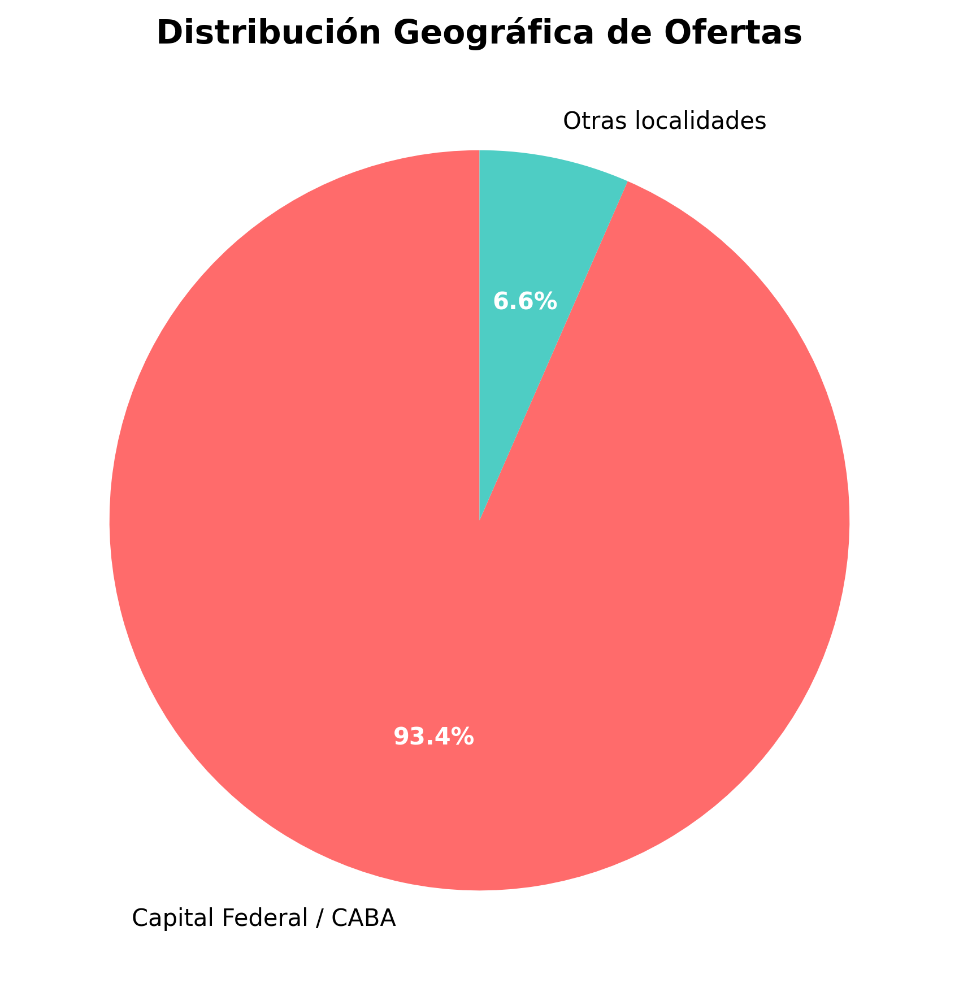 Distribución Geográfica de Ofertas
Otras localidades
6.6%
93.4%
Capital Federal / CABA